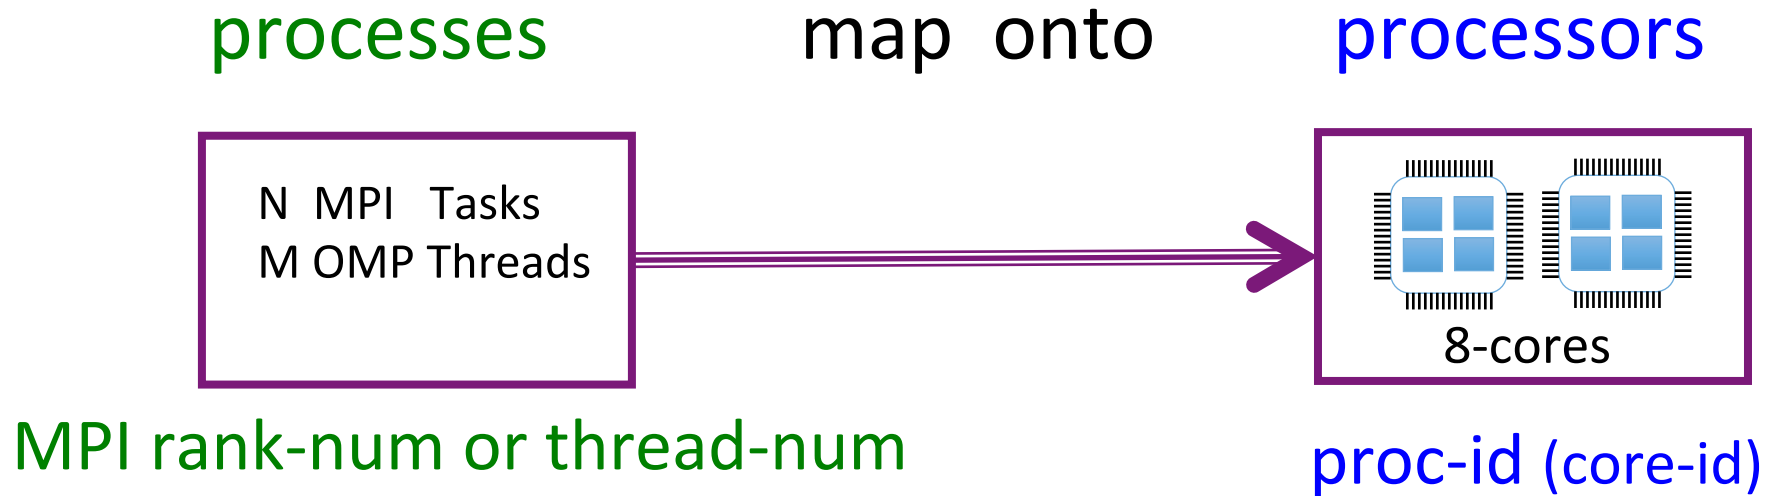 processes map onto processors
N MPI Tasks
M OMP Threads
8-cores
MPI rank-num or thread-num
proc-id (core-id)